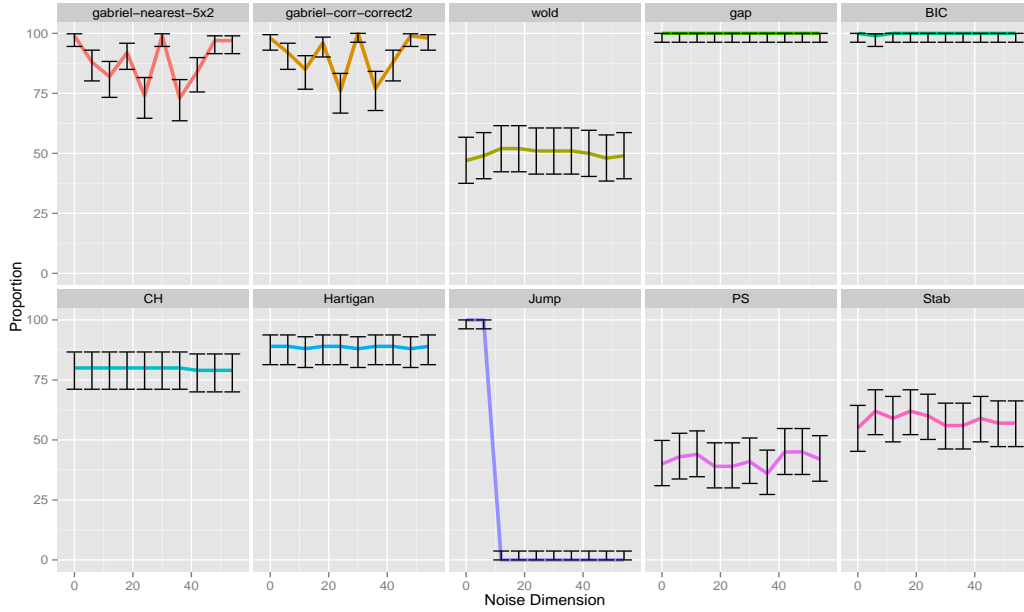 gabriel−nearest−5x2 gabriel−corr−correct2 wold gap BIC
100
75
50
25
0
CH Hartigan Jump PS Stab
100
75
50
25
0
0 20 40 0 20 40 0 20 40 0 20 40 0 20 40
Noise Dimension
Proportion